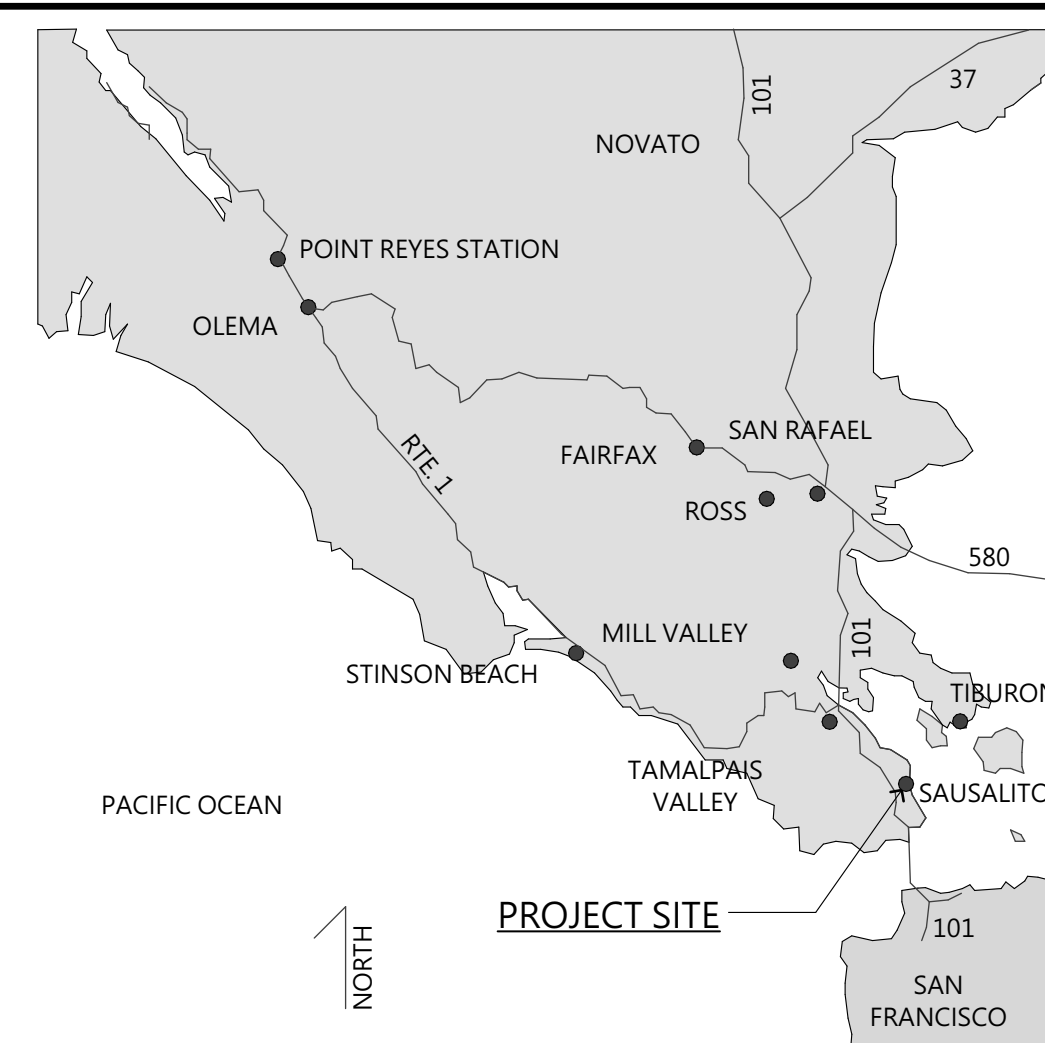 37
101
NOVATO
POINT REYES STATION
OLEMA
SAN RAFAEL
FAIRFAX
RTE. 1
ROSS
580
MILL VALLEY
101
STINSON BEACH
TIBURON
TAMALPAIS
VALLEY
SAUSALITO
PACIFIC OCEAN
PROJECT SITE
NORTH
101
SAN
FRANCISCO